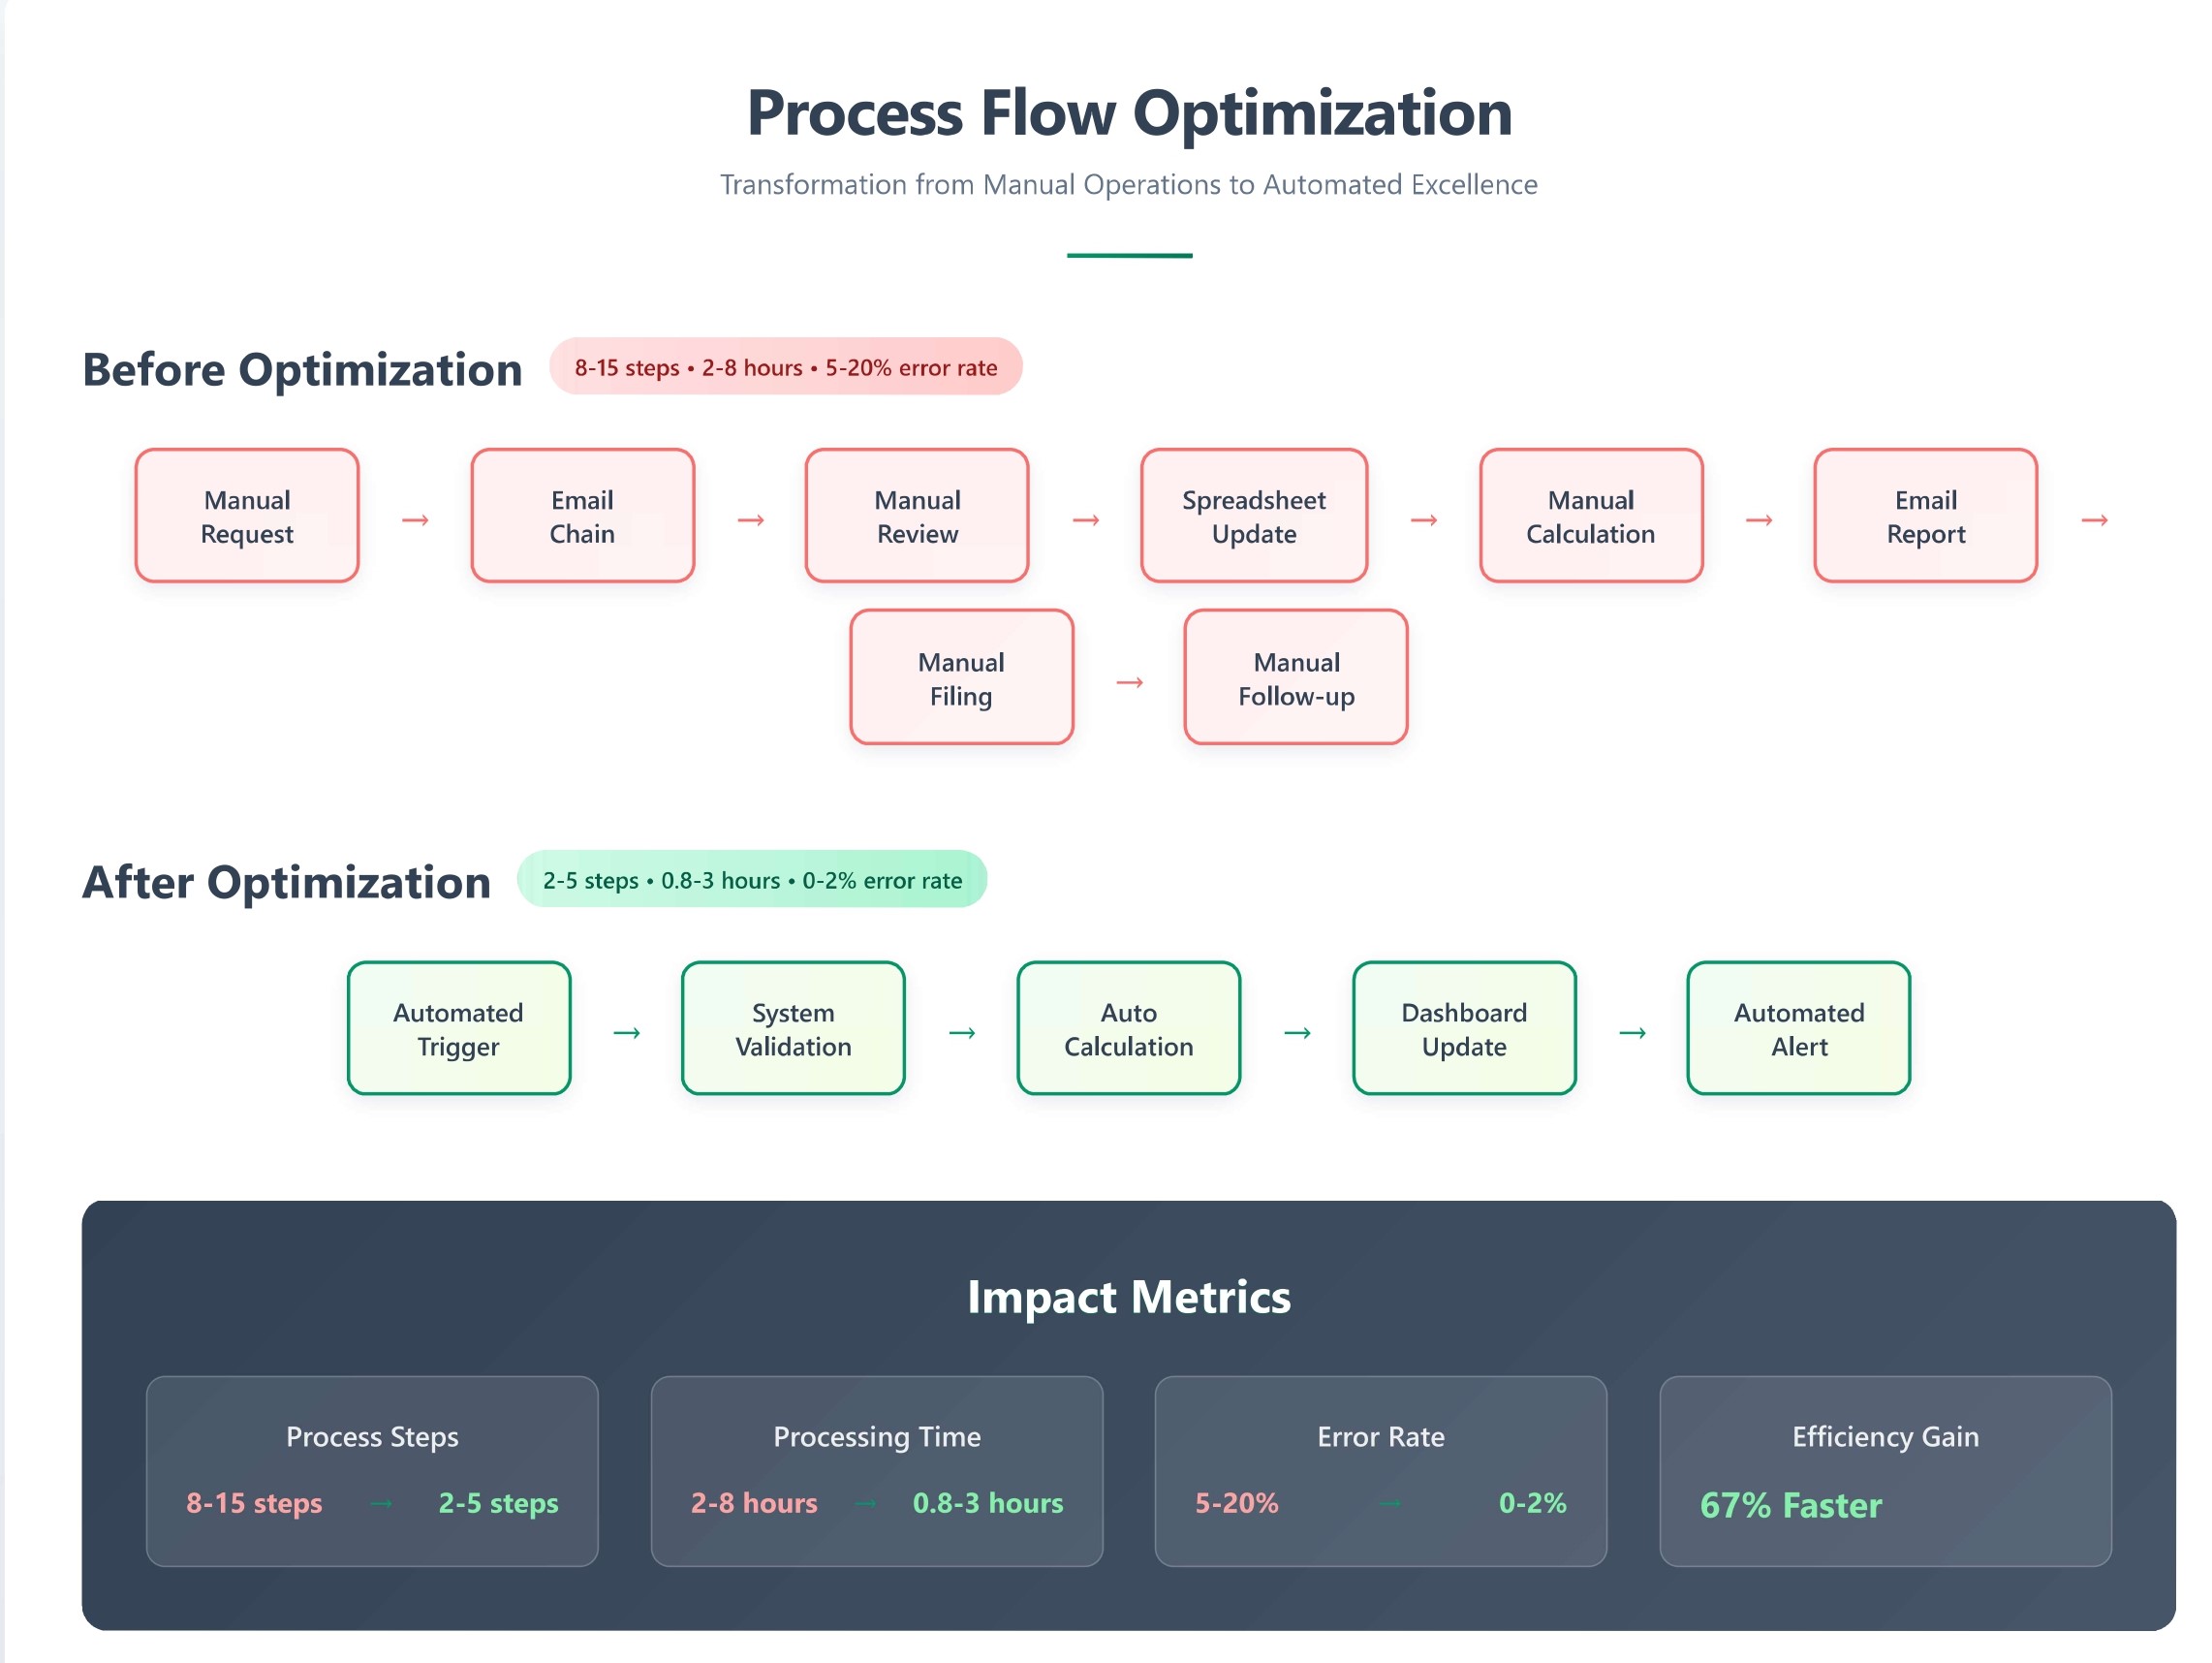 Process Flow Optimization
Transformation from Manual Operations to Automated Excellence
Before Optimization
8-15 steps • 2-8 hours • 5-20% error rate
Manual
Request
→
Email
Chain
→
Manual
Review
→
Spreadsheet
Update
→
Manual
Calculation
→
Email
Report
→
Manual
Filing
→
Manual
Follow-up
After Optimization
2-5 steps • 0.8-3 hours • 0-2% error rate
Automated
Trigger
→
System
Validation
→
Auto
Calculation
→
Dashboard
Update
→
Automated
Alert
Impact Metrics
Process Steps
8-15 steps → 2-5 steps
Processing Time
2-8 hours → 0.8-3 hours
Error Rate
5-20% → 0-2%
Efficiency Gain
67% Faster